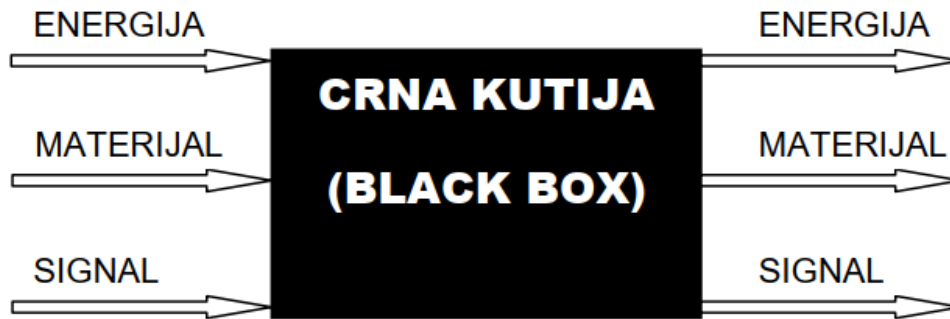 ENERGIJA
ENERGIJA
CRNA KUTIJA
MATERIJAL
MATERIJAL
(BLACK BOX)
SIGNAL
SIGNAL